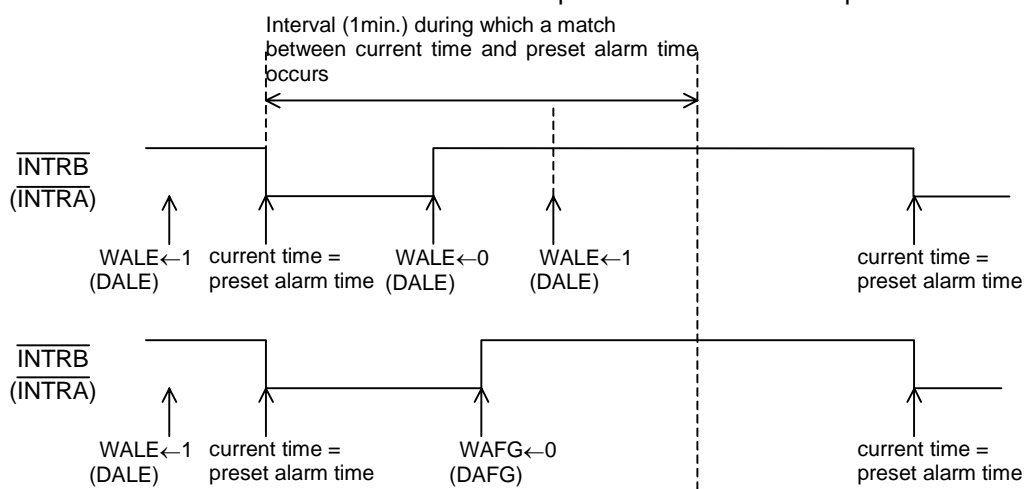 Interval (1min.) during which a match
between current time and preset alarm time
occurs
INTRB
(INTRA)
WALE←1
(DALE)
current time =
preset alarm time
WALE←0
(DALE)
WALE←1
(DALE)
current time =
preset alarm time
INTRB
(INTRA)
WALE←1
(DALE)
current time =
preset alarm time
WAFG←0
(DAFG)
current time =
preset alarm time